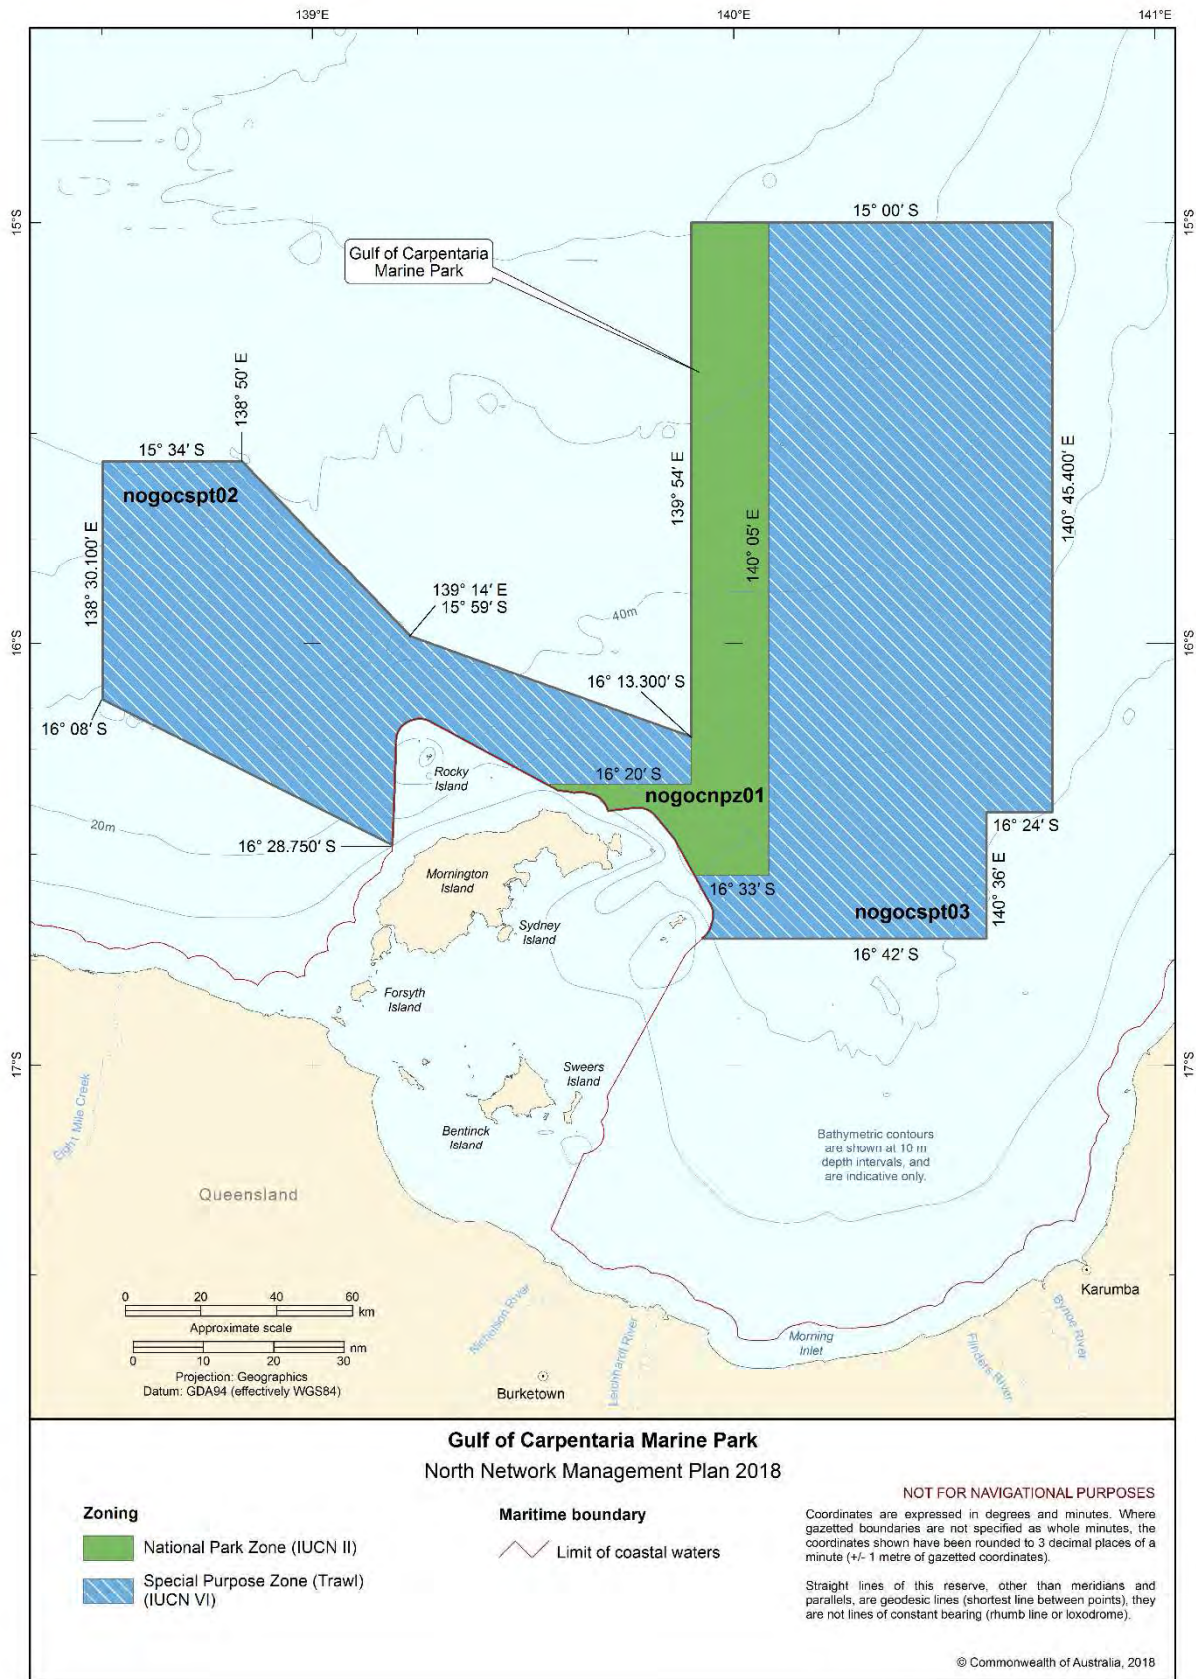 139°E
140°E
141°E
15°S
15° 00' S
15°S
Gulf of Carpentaria
Marine Park
138° 50' E
15° 34' S
nogocspt02
138° 30.100' E
139° 54' E
140° 05' E
140° 45.400' E
139° 14' E
15° 59' S
40m
16°S
16°S
16° 13.300' S
16° 08' S
Rocky
Island
16° 20' S
nogocnpz01
20m
16° 24' S
16° 28.750' S
Mornington
Island
16° 33' S
140° 36' E
nogocspt03
Sydney
Island
16° 42' S
Forsyth
Island
17°S
17°S
Sweers
Island
Eight Mile Creek
Bentinck
Island
Bathymetric contours
are shown at 10 m
depth intervals, and
are indicative only.
Queensland
Karumba
0 20 40 60
km
Approximate scale
nm
0 10 20 30
Projection: Geographics
Datum: GDA94 (effectively WGS84)
Nicholson River
Leichhardt River
Morning
Inlet
Flinders River
Bynoe River
Burketown
Gulf of Carpentaria Marine Park
North Network Management Plan 2018
Zoning
National Park Zone (IUCN II)
Special Purpose Zone (Trawl)
(IUCN VI)
Maritime boundary
Limit of coastal waters
NOT FOR NAVIGATIONAL PURPOSES
Coordinates are expressed in degrees and minutes. Where
gazetted boundaries are not specified as whole minutes, the
coordinates shown have been rounded to 3 decimal places of a
minute (+/- 1 metre of gazetted coordinates).
Straight lines of this reserve, other than meridians and
parallels, are geodesic lines (shortest line between points), they
are not lines of constant bearing (rhumb line or loxodrome).
© Commonwealth of Australia, 2018